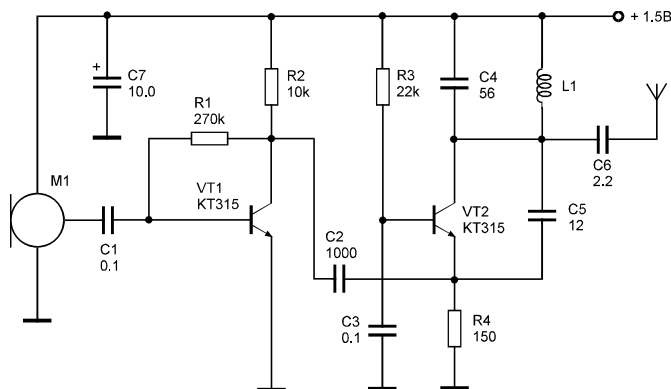 + 1.5В
+
C7
10.0
R2
10k
R3
22k
C4
56
L1
R1
270k
C6
2.2
M1
VT1
KT315
VT2
KT315
C5
12
C1
0.1
C2
1000
C3
0.1
R4
150